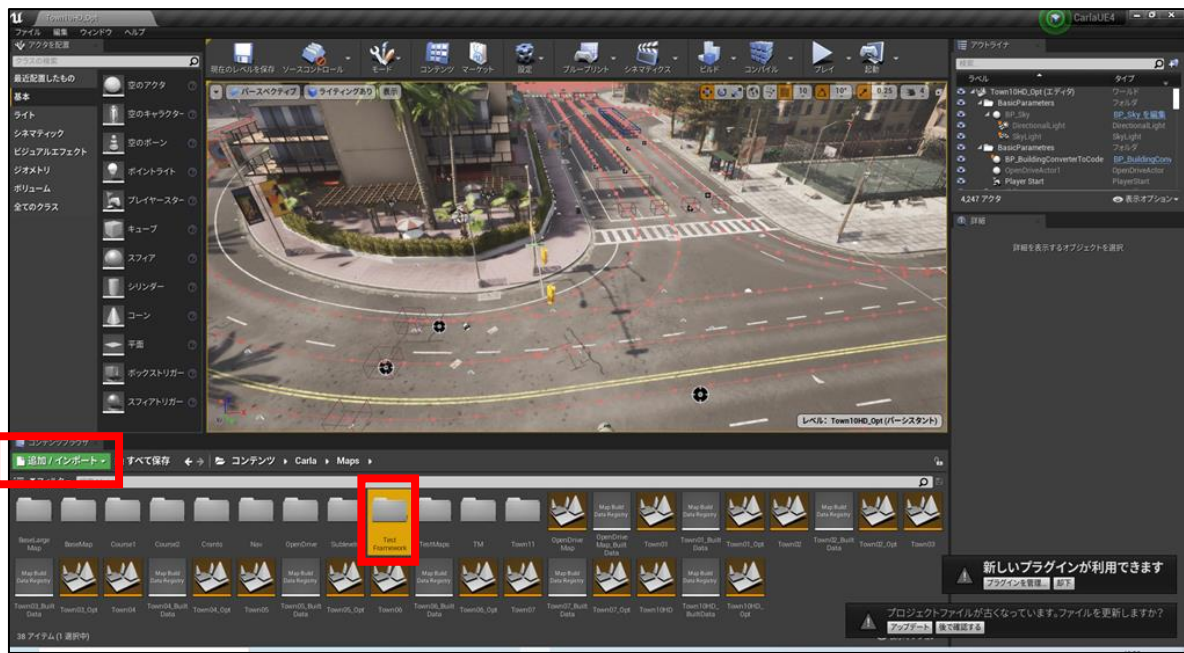 Town10HD_Opt
CarlaUE4
ファイル 編集 ウィンドウ ヘルプ
アクタを配置
クラスの検索
最近配置したもの
基本
ライト
シネマティック
ビジュアルエフェクト
ジオメトリ
ボリューム
全てのクラス
空のアクタ
空のキャラクター
空のポーン
ポイントライト
プレイヤースター
キューブ
スフィア
シリンダー
コーン
平面
ボックストリガー
スフィアトリガー
現在のレベルを保存 ソースコントロール モード コンテンツ マーケット 設定 ブループリント シネマティクス ビルド コンパイル プレイ 起動
パースペクティブ ライティングあり 表示
10 10° 0.25 4
レベル: Town10HD_Opt (パーシスタント)
アウトライナ
検索
ラベル タイプ
Town10HD_Opt (エディタ) ワールド
BasicParameters フォルダ
BP_Sky BP_Sky を編集
DirectionalLight DirectionalLight
SkyLight SkyLight
BasicParametres フォルダ
BP_BuildingConverterToCode BP_BuildingCon
OpenDriveActor1 OpenDriveActor
Player Start PlayerStart
4,247 アクタ 表示オプション
詳細
詳細を表示するオブジェクトを選択
コンテンツブラウザ
追加 / インポート すべて保存 コンテンツ Carla Maps
フィルター
BaseLarge Map BaseMap Course1 Course2 Nav OpenDrive Sublevels Test Framework TestMaps TM Town11 OpenDrive Map OpenDrive Map_Built Data Town01 Town01_Built Data Town01_Opt Town02 Town02_Built Data Town02_Opt Town03
Town03_Built Data Town03_Opt Town04 Town04_Built Data Town04_Opt Town05 Town05_Built Data Town05_Opt Town06 Town06_Built Data Town06_Opt Town07 Town07_Built Data Town07_Opt Town10HD Town10HD_ BuiltData Town10HD_ Opt
38 アイテム (1 選択中)
新しいプラグインが利用できます
プラグインを管理... 却下
プロジェクトファイルが古くなっています。ファイルを更新しますか?
アップデート 後で確認する